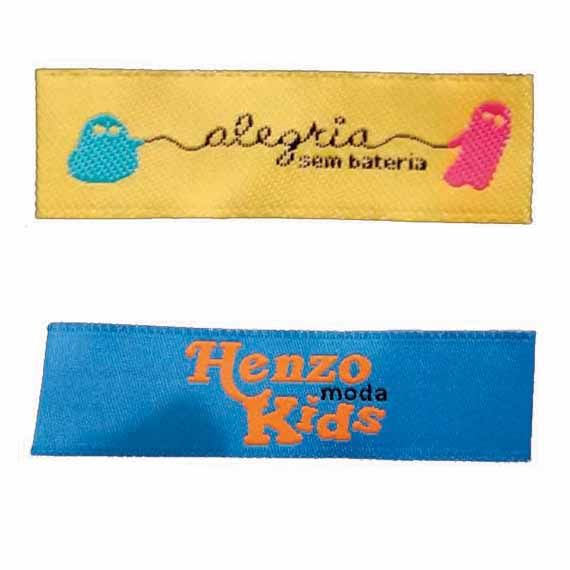 alegria
sem bateria
Henzo
moda
Kids